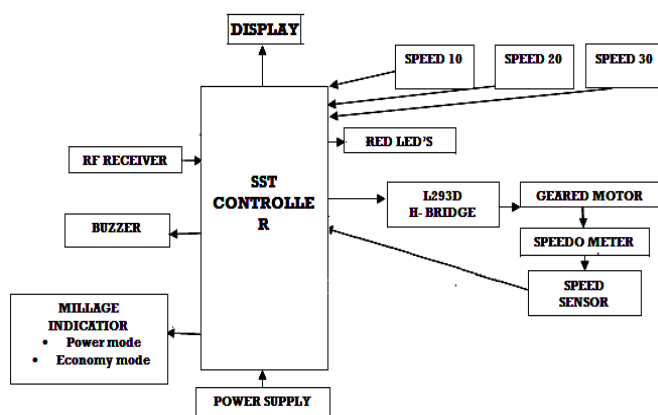 DISPLAY
SPEED 10
SPEED 20
SPEED 30
RED LED'S
RF RECEIVER
SST
CONTROLLE
R
L293D
H- BRIDGE
GEARED MOTOR
BUZZER
SPEEDO METER
SPEED
SENSOR
MILLAGE
INDICATIOR
• Power mode
• Economy mode
POWER SUPPLY